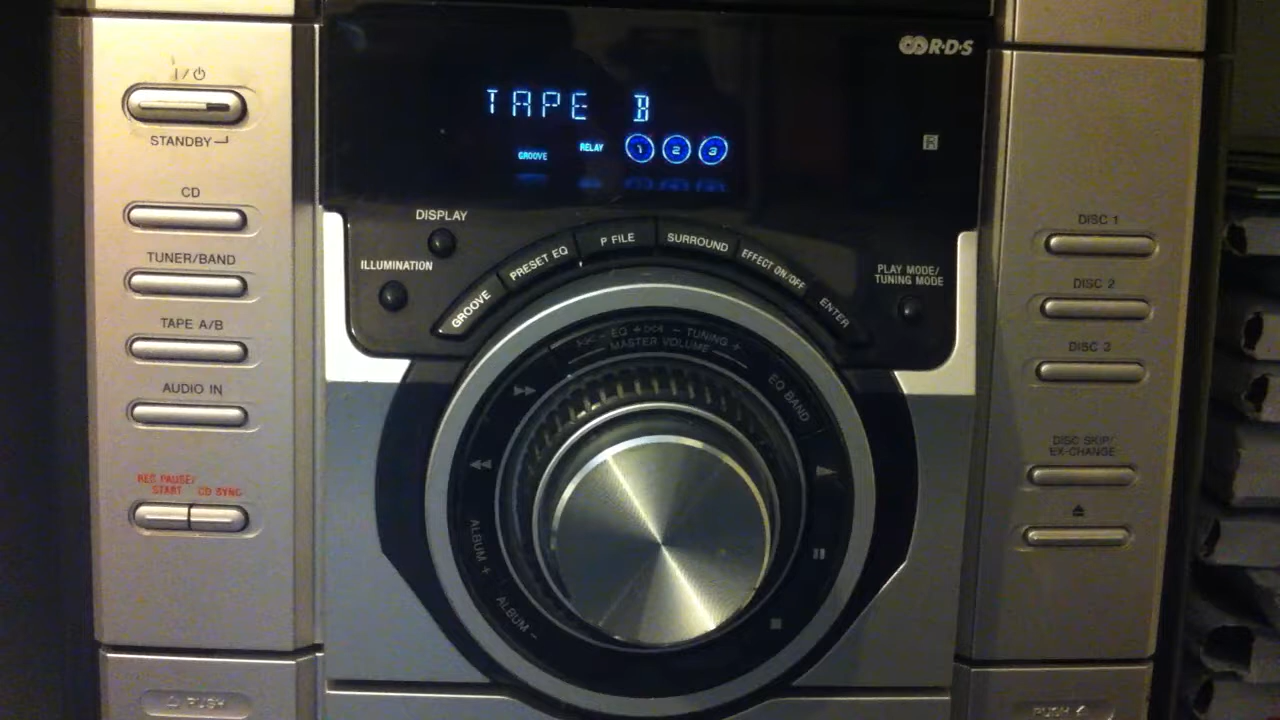 R·D·S
I/⏻
STANDBY
TAPE B
GROOVE
RELAY
1 2 3
R
CD
TUNER/BAND
TAPE A/B
AUDIO IN
REC PAUSE/
START
CD SYNC
DISPLAY
ILLUMINATION
GROOVE
PRESET EQ
P FILE
SURROUND
EFFECT ON/OFF
ENTER
PLAY MODE/
TUNING MODE
EQ
– TUNING +
MASTER VOLUME
EQ BAND
ALBUM +
ALBUM –
DISC 1
DISC 2
DISC 3
DISC SKIP/
EX-CHANGE
PUSH
PUSH